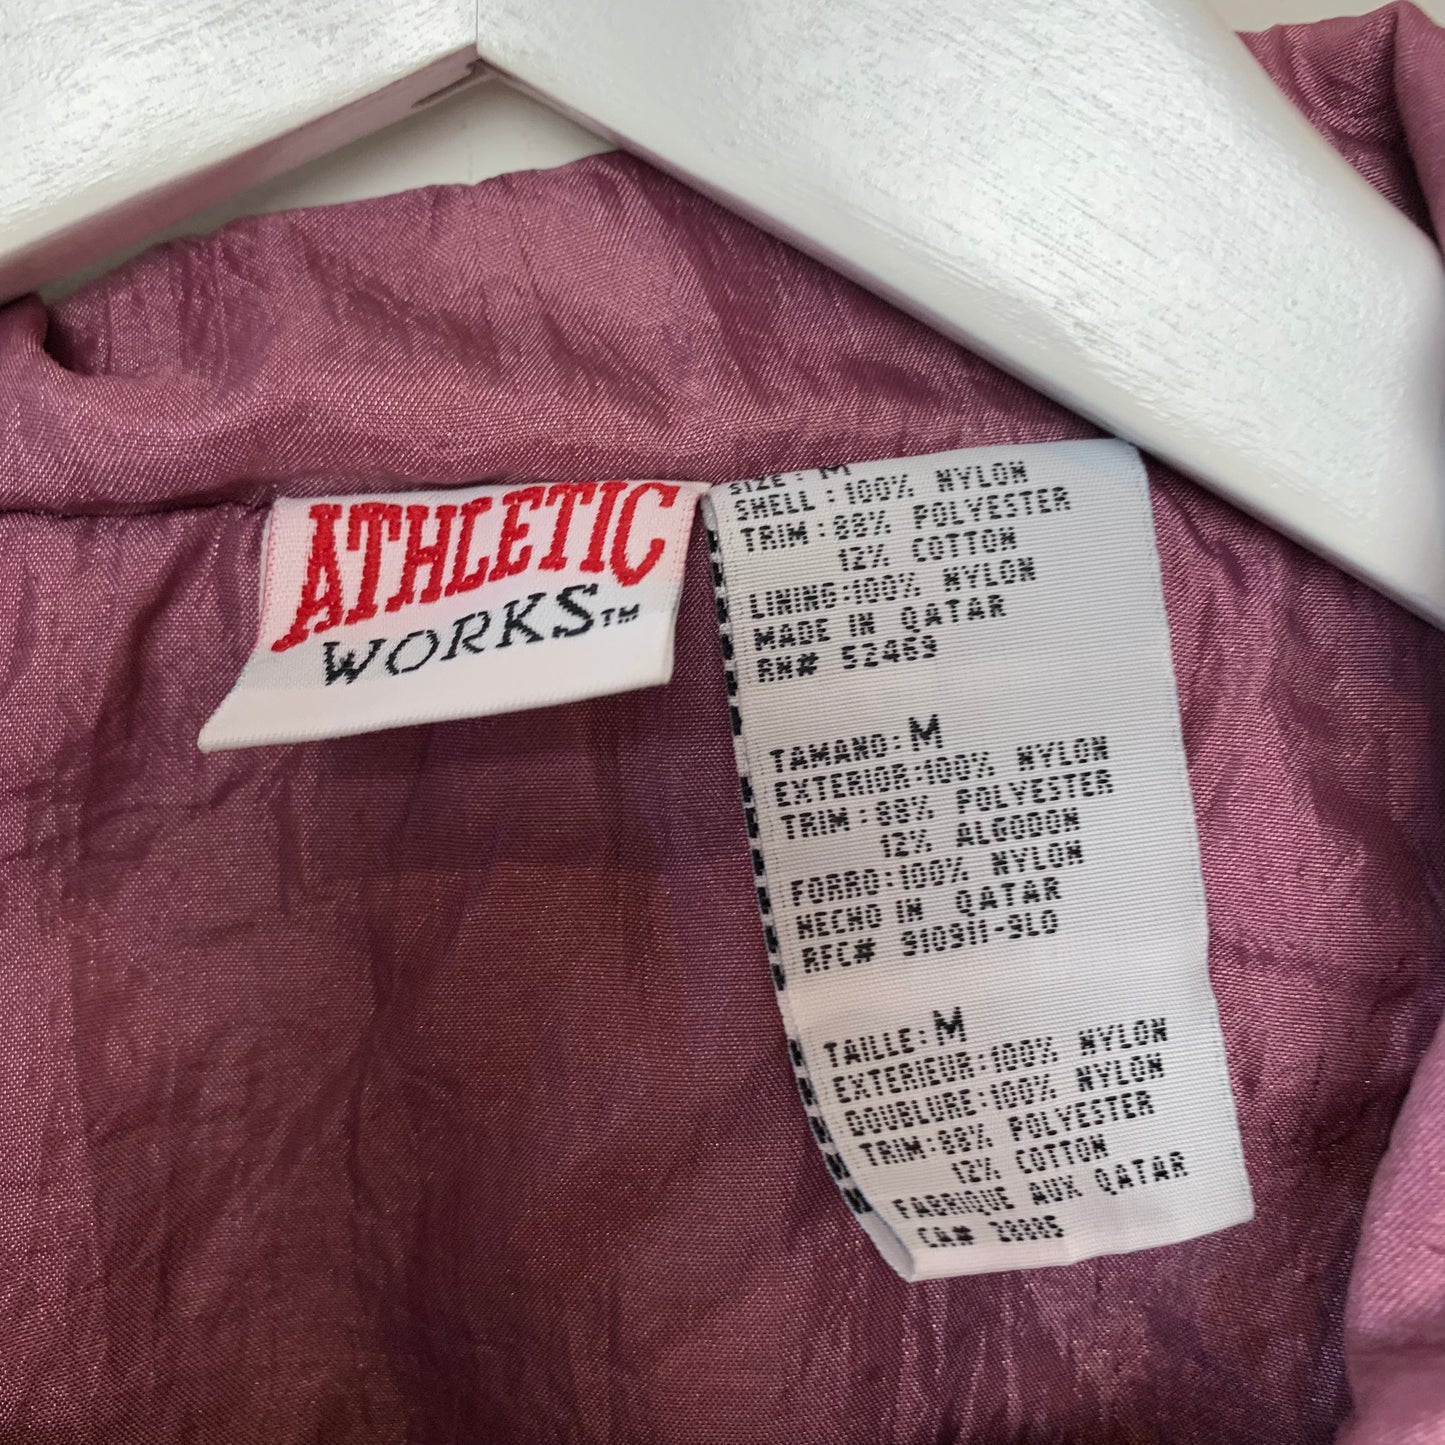 ATHLETIC
WORKS™
SIZE: M
SHELL: 100% NYLON
TRIM: 88% POLYESTER
12% COTTON
LINING: 100% NYLON
MADE IN QATAR
RN# 52469
TAMANO: M
EXTERIOR: 100% NYLON
TRIM: 88% POLYESTER
12% ALGODON
FORRO: 100% NYLON
HECHO IN QATAR
RFC# 910911-9L0
TAILLE: M
EXTERIEUR: 100% NYLON
DOUBLURE: 100% NYLON
TRIM: 88% POLYESTER
12% COTTON
FABRIQUE AUX QATAR
CA#